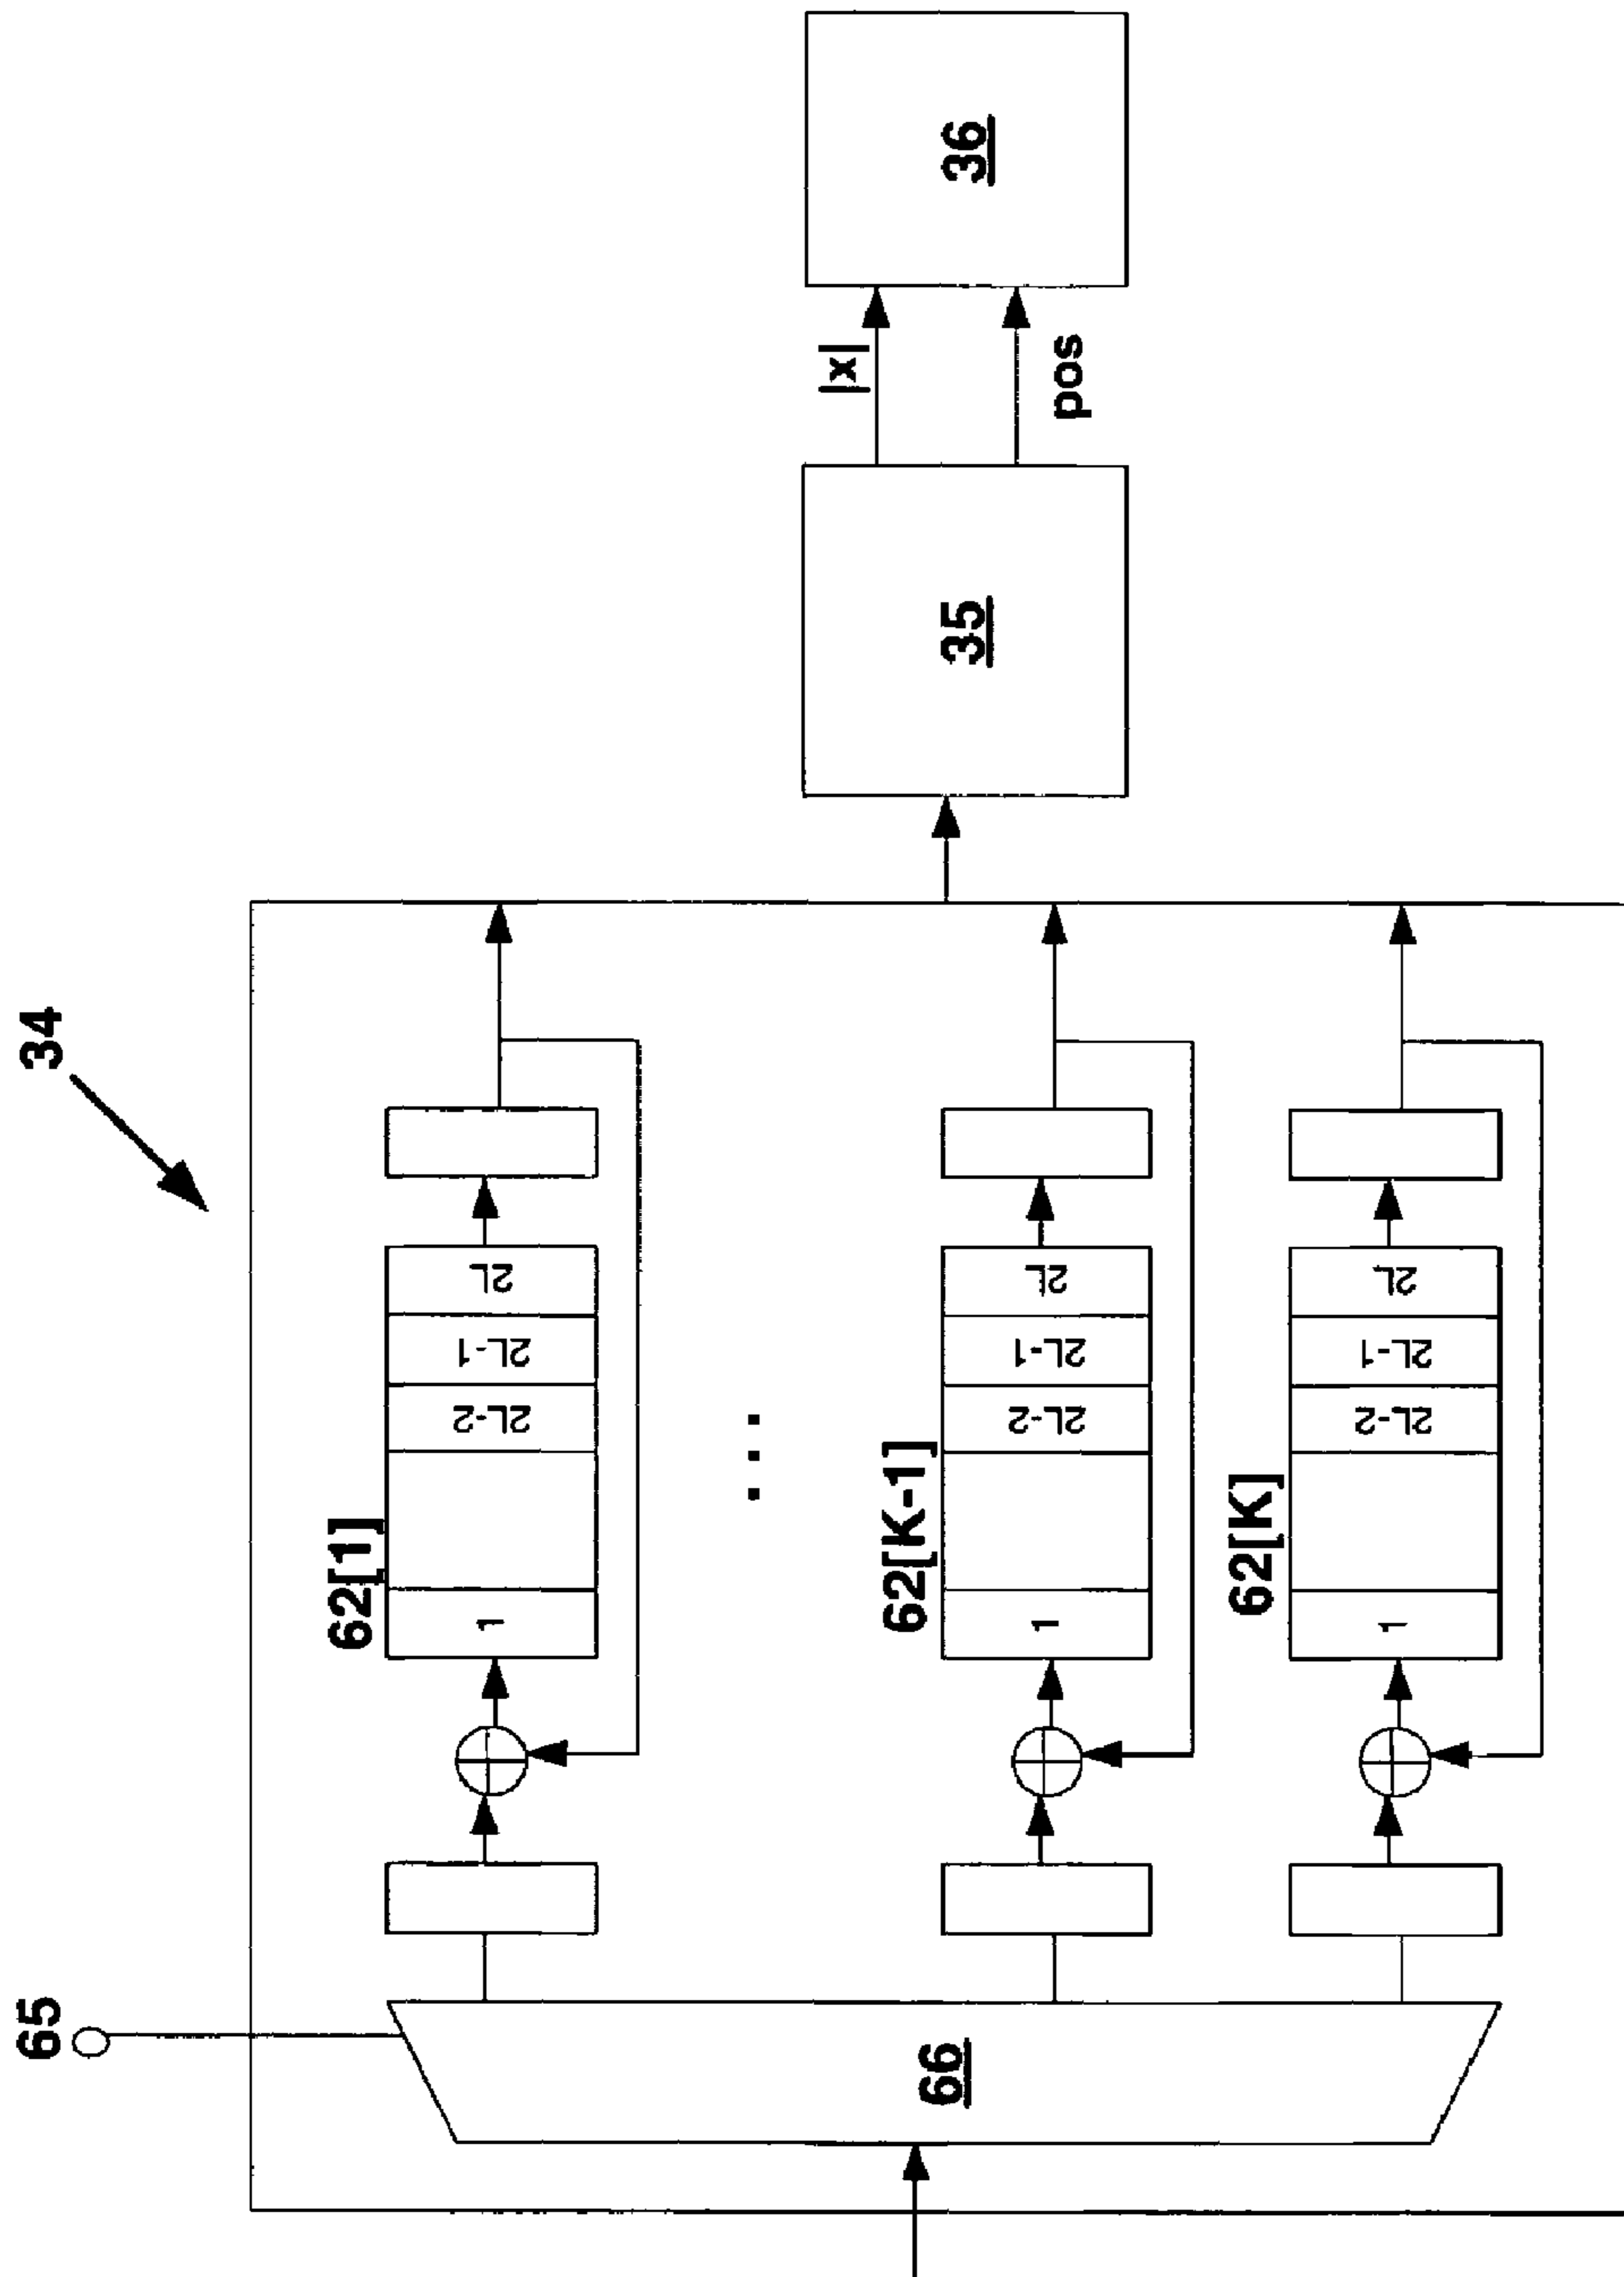 34
65
66
62[1]
1
2L-2
2L-1
2L
. . .
62[K-1]
1
2L-2
2L-1
2L
62[K]
1
2L-2
2L-1
2L
35
|x|
pos
36